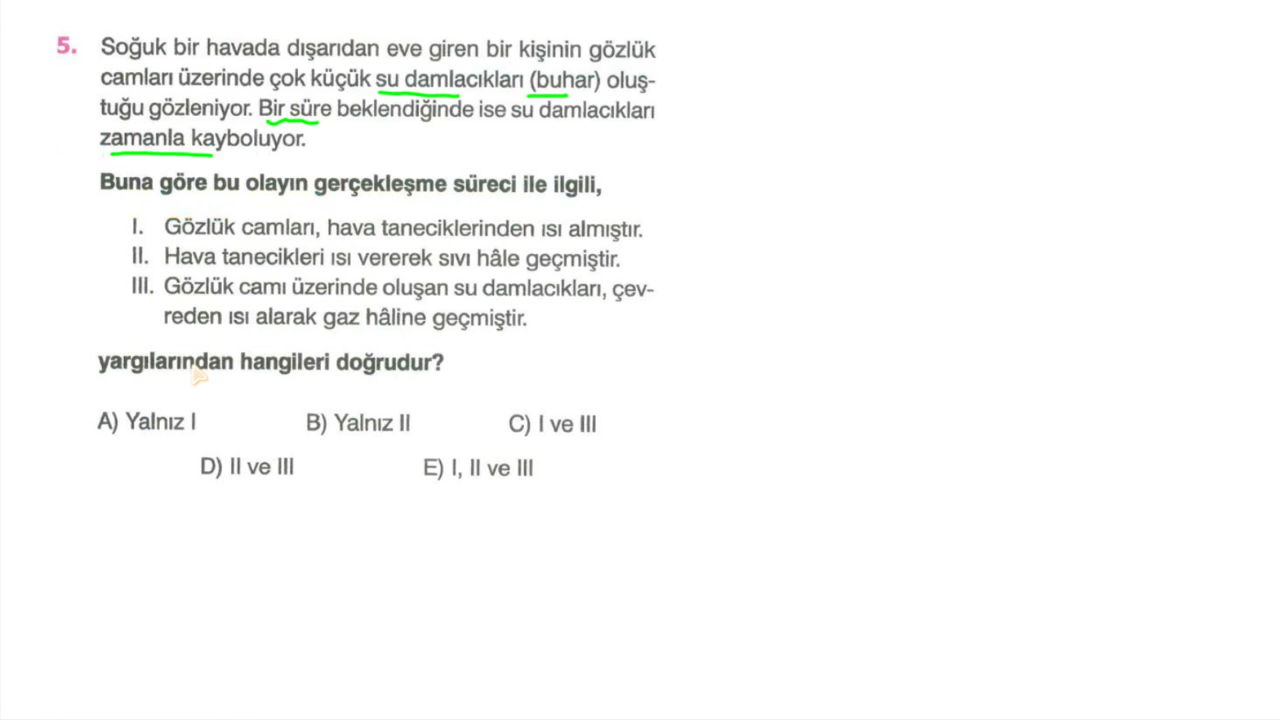 5. Soğuk bir havada dışarıdan eve giren bir kişinin gözlük
camları üzerinde çok küçük su damlacıkları (buhar) oluş-
tuğu gözleniyor. Bir süre beklendiğinde ise su damlacıkları
zamanla kayboluyor.
Buna göre bu olayın gerçekleşme süreci ile ilgili,
I. Gözlük camları, hava taneciklerinden ısı almıştır.
II. Hava tanecikleri ısı vererek sıvı hâle geçmiştir.
III. Gözlük camı üzerinde oluşan su damlacıkları, çev-
reden ısı alarak gaz hâline geçmiştir.
yargılarından hangileri doğrudur?
A) Yalnız I B) Yalnız II C) I ve III
D) II ve III E) I, II ve III